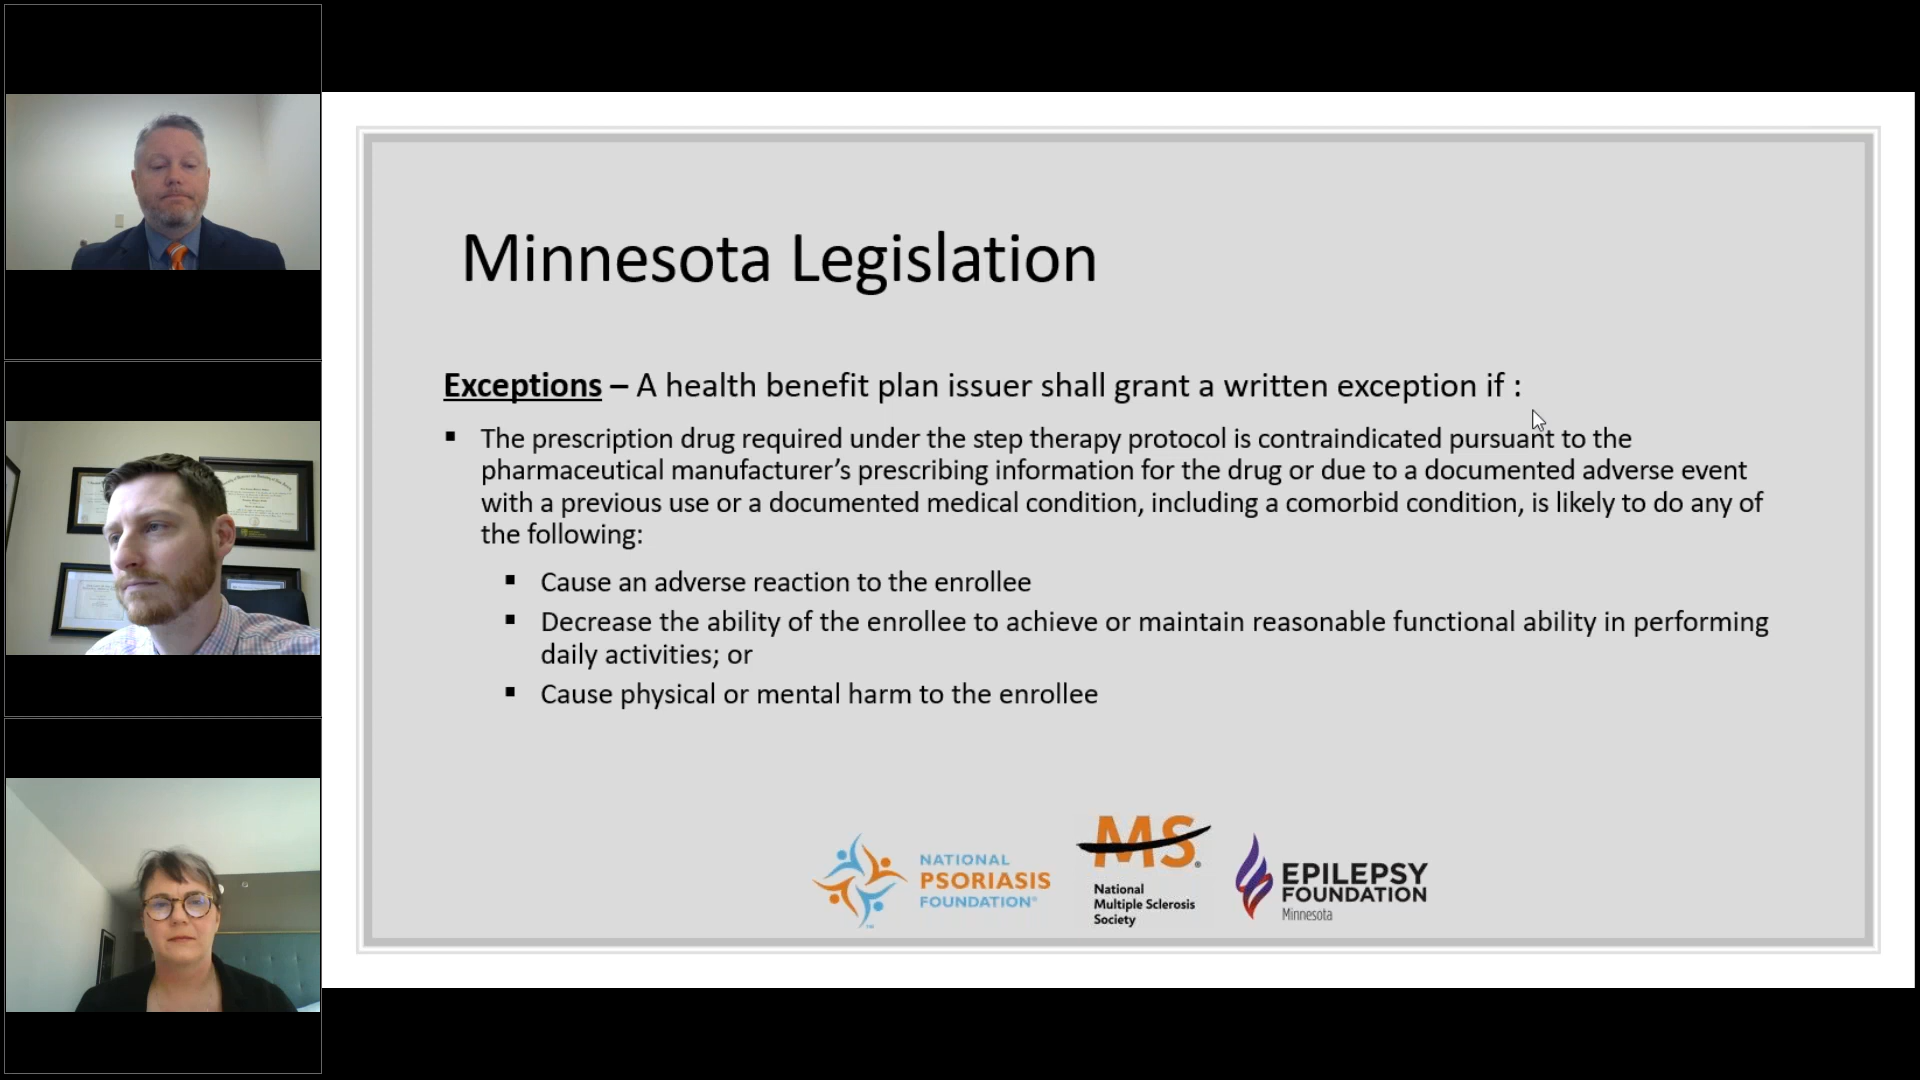 Minnesota Legislation
Exceptions – A health benefit plan issuer shall grant a written exception if :
▪ The prescription drug required under the step therapy protocol is contraindicated pursuant to the
pharmaceutical manufacturer’s prescribing information for the drug or due to a documented adverse event
with a previous use or a documented medical condition, including a comorbid condition, is likely to do any of
the following:
▪ Cause an adverse reaction to the enrollee
▪ Decrease the ability of the enrollee to achieve or maintain reasonable functional ability in performing
daily activities; or
▪ Cause physical or mental harm to the enrollee
NATIONAL
PSORIASIS
FOUNDATION®
™
MS®
National
Multiple Sclerosis
Society
EPILEPSY
FOUNDATION
Minnesota